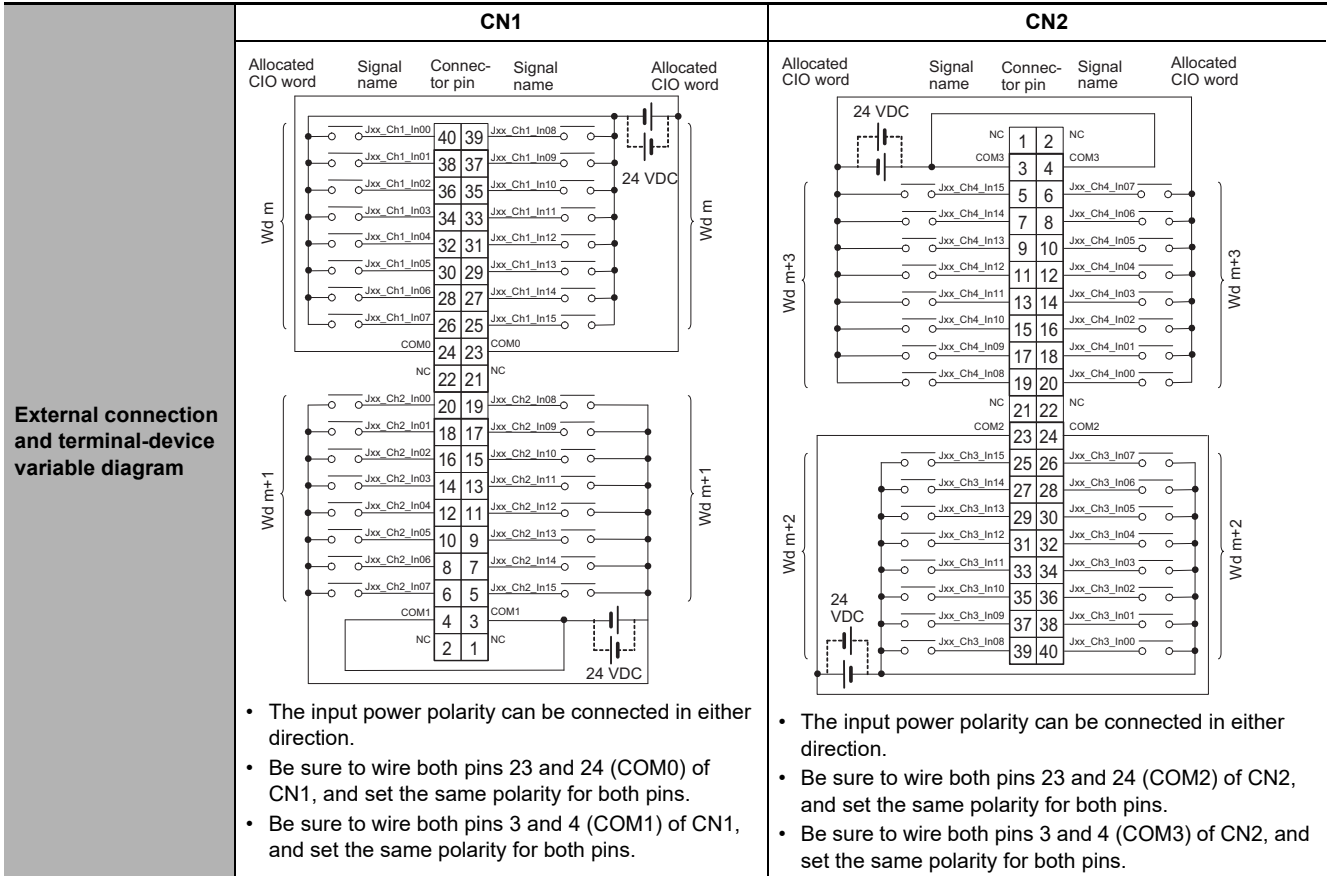 CN1
CN2
External connection
and terminal-device
variable diagram
Allocated
CIO word
Signal
name
Connec-
tor pin
Signal
name
Allocated
CIO word
24 VDC
Wd m
Wd m
Jxx_Ch1_In00 40 39 Jxx_Ch1_In08
Jxx_Ch1_In01 38 37 Jxx_Ch1_In09
Jxx_Ch1_In02 36 35 Jxx_Ch1_In10
Jxx_Ch1_In03 34 33 Jxx_Ch1_In11
Jxx_Ch1_In04 32 31 Jxx_Ch1_In12
Jxx_Ch1_In05 30 29 Jxx_Ch1_In13
Jxx_Ch1_In06 28 27 Jxx_Ch1_In14
Jxx_Ch1_In07 26 25 Jxx_Ch1_In15
COM0 24 23 COM0
NC 22 21 NC
Wd m+1
Wd m+1
Jxx_Ch2_In00 20 19 Jxx_Ch2_In08
Jxx_Ch2_In01 18 17 Jxx_Ch2_In09
Jxx_Ch2_In02 16 15 Jxx_Ch2_In10
Jxx_Ch2_In03 14 13 Jxx_Ch2_In11
Jxx_Ch2_In04 12 11 Jxx_Ch2_In12
Jxx_Ch2_In05 10 9 Jxx_Ch2_In13
Jxx_Ch2_In06 8 7 Jxx_Ch2_In14
Jxx_Ch2_In07 6 5 Jxx_Ch2_In15
COM1 4 3 COM1
NC 2 1 NC
24 VDC
• The input power polarity can be connected in either
direction.
• Be sure to wire both pins 23 and 24 (COM0) of
CN1, and set the same polarity for both pins.
• Be sure to wire both pins 3 and 4 (COM1) of CN1,
and set the same polarity for both pins.
Allocated
CIO word
Signal
name
Connec-
tor pin
Signal
name
Allocated
CIO word
24 VDC
NC 1 2 NC
COM3 3 4 COM3
Wd m+3
Wd m+3
Jxx_Ch4_In15 5 6 Jxx_Ch4_In07
Jxx_Ch4_In14 7 8 Jxx_Ch4_In06
Jxx_Ch4_In13 9 10 Jxx_Ch4_In05
Jxx_Ch4_In12 11 12 Jxx_Ch4_In04
Jxx_Ch4_In11 13 14 Jxx_Ch4_In03
Jxx_Ch4_In10 15 16 Jxx_Ch4_In02
Jxx_Ch4_In09 17 18 Jxx_Ch4_In01
Jxx_Ch4_In08 19 20 Jxx_Ch4_In00
NC 21 22 NC
COM2 23 24 COM2
Wd m+2
Wd m+2
Jxx_Ch3_In15 25 26 Jxx_Ch3_In07
Jxx_Ch3_In14 27 28 Jxx_Ch3_In06
Jxx_Ch3_In13 29 30 Jxx_Ch3_In05
Jxx_Ch3_In12 31 32 Jxx_Ch3_In04
Jxx_Ch3_In11 33 34 Jxx_Ch3_In03
Jxx_Ch3_In10 35 36 Jxx_Ch3_In02
Jxx_Ch3_In09 37 38 Jxx_Ch3_In01
Jxx_Ch3_In08 39 40 Jxx_Ch3_In00
24
VDC
• The input power polarity can be connected in either
direction.
• Be sure to wire both pins 23 and 24 (COM2) of CN2,
and set the same polarity for both pins.
• Be sure to wire both pins 3 and 4 (COM3) of CN2, and
set the same polarity for both pins.